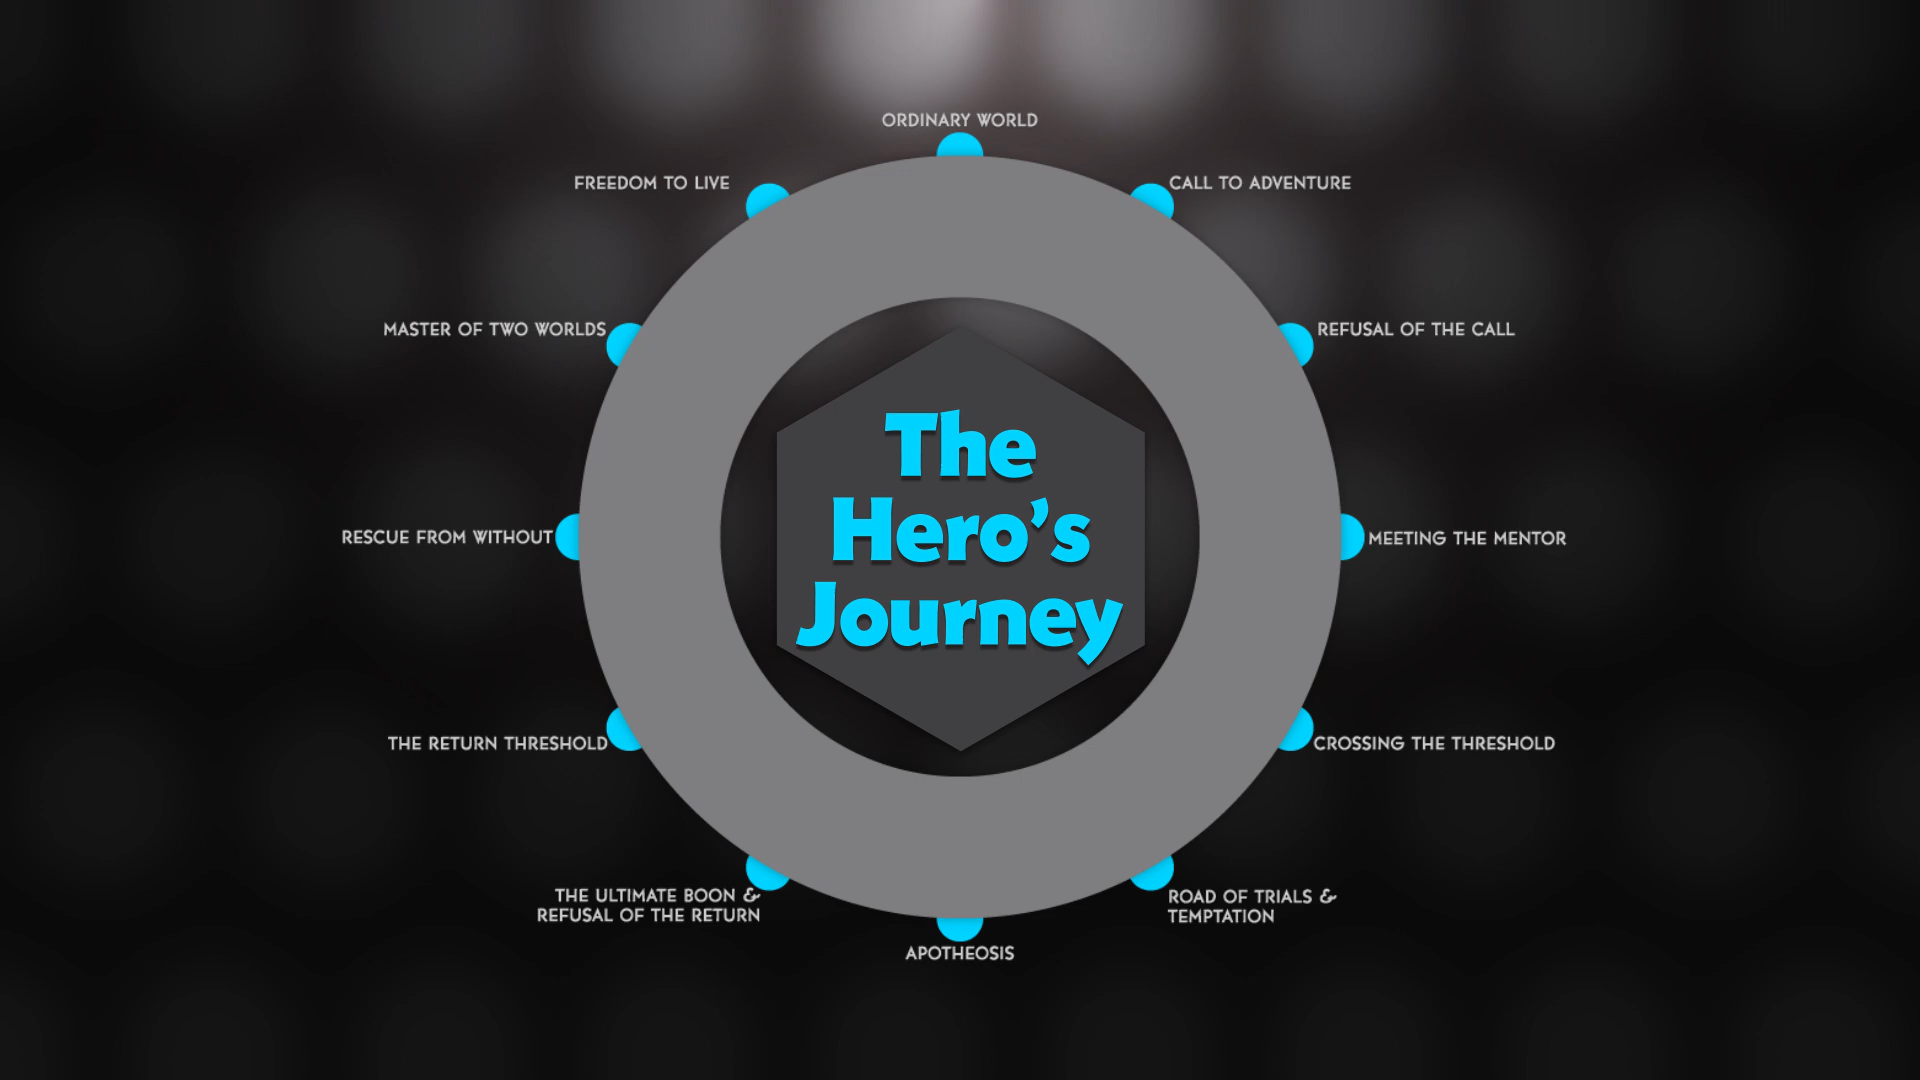 ORDINARY WORLD
CALL TO ADVENTURE
REFUSAL OF THE CALL
MEETING THE MENTOR
CROSSING THE THRESHOLD
ROAD OF TRIALS &
TEMPTATION
APOTHEOSIS
THE ULTIMATE BOON &
REFUSAL OF THE RETURN
THE RETURN THRESHOLD
RESCUE FROM WITHOUT
MASTER OF TWO WORLDS
FREEDOM TO LIVE
The
Hero’s
Journey